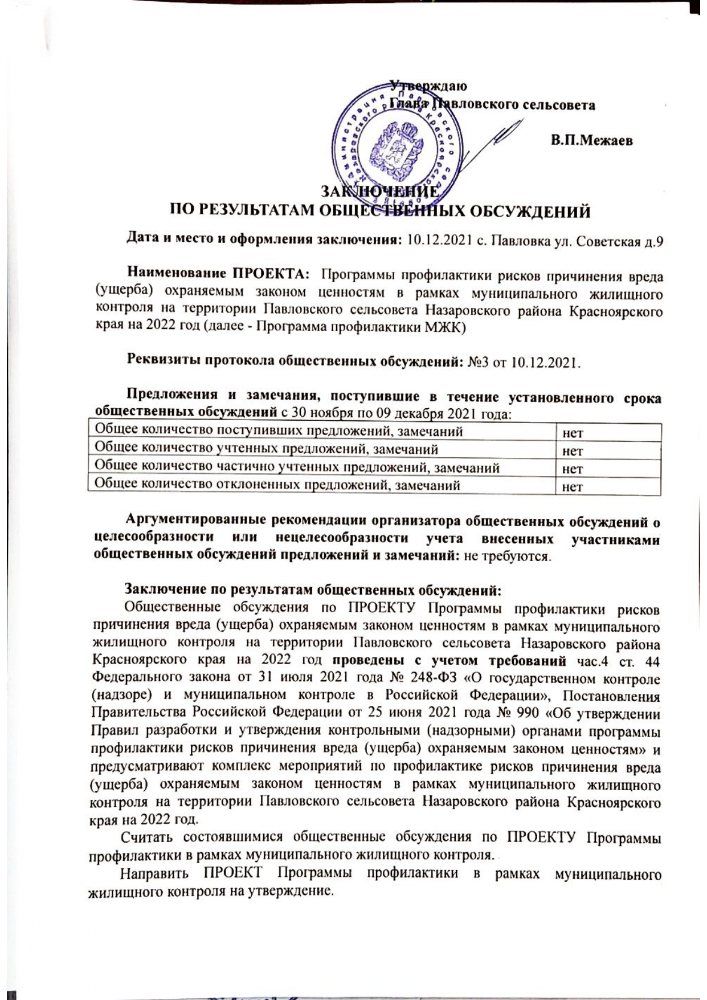 Утверждаю
Глава Павловского сельсовета
В.П.Межаев
ЗАКЛЮЧЕНИЕ
ПО РЕЗУЛЬТАТАМ ОБЩЕСТВЕННЫХ ОБСУЖДЕНИЙ
Дата и место и оформления заключения: 10.12.2021 с. Павловка ул. Советская д.9
Наименование ПРОЕКТА: Программы профилактики рисков причинения вреда
(ущерба) охраняемым законом ценностям в рамках муниципального жилищного
контроля на территории Павловского сельсовета Назаровского района Красноярского
края на 2022 год (далее - Программа профилактики МЖК)
Реквизиты протокола общественных обсуждений: №3 от 10.12.2021.
Предложения и замечания, поступившие в течение установленного срока
общественных обсуждений с 30 ноября по 09 декабря 2021 года:
Общее количество поступивших предложений, замечаний нет
Общее количество учтенных предложений, замечаний нет
Общее количество частично учтенных предложений, замечаний нет
Общее количество отклоненных предложений, замечаний нет
Аргументированные рекомендации организатора общественных обсуждений о
целесообразности или нецелесообразности учета внесенных участниками
общественных обсуждений предложений и замечаний: не требуются.
Заключение по результатам общественных обсуждений:
Общественные обсуждения по ПРОЕКТУ Программы профилактики рисков
причинения вреда (ущерба) охраняемым законом ценностям в рамках муниципального
жилищного контроля на территории Павловского сельсовета Назаровского района
Красноярского края на 2022 год проведены с учетом требований час.4 ст. 44
Федерального закона от 31 июля 2021 года № 248-ФЗ «О государственном контроле
(надзоре) и муниципальном контроле в Российской Федерации», Постановления
Правительства Российской Федерации от 25 июня 2021 года № 990 «Об утверждении
Правил разработки и утверждения контрольными (надзорными) органами программы
профилактики рисков причинения вреда (ущерба) охраняемым законом ценностям» и
предусматривают комплекс мероприятий по профилактике рисков причинения вреда
(ущерба) охраняемым законом ценностям в рамках муниципального жилищного
контроля на территории Павловского сельсовета Назаровского района Красноярского
края на 2022 год.
Считать состоявшимися общественные обсуждения по ПРОЕКТУ Программы
профилактики в рамках муниципального жилищного контроля.
Направить ПРОЕКТ Программы профилактики в рамках муниципального
жилищного контроля на утверждение.